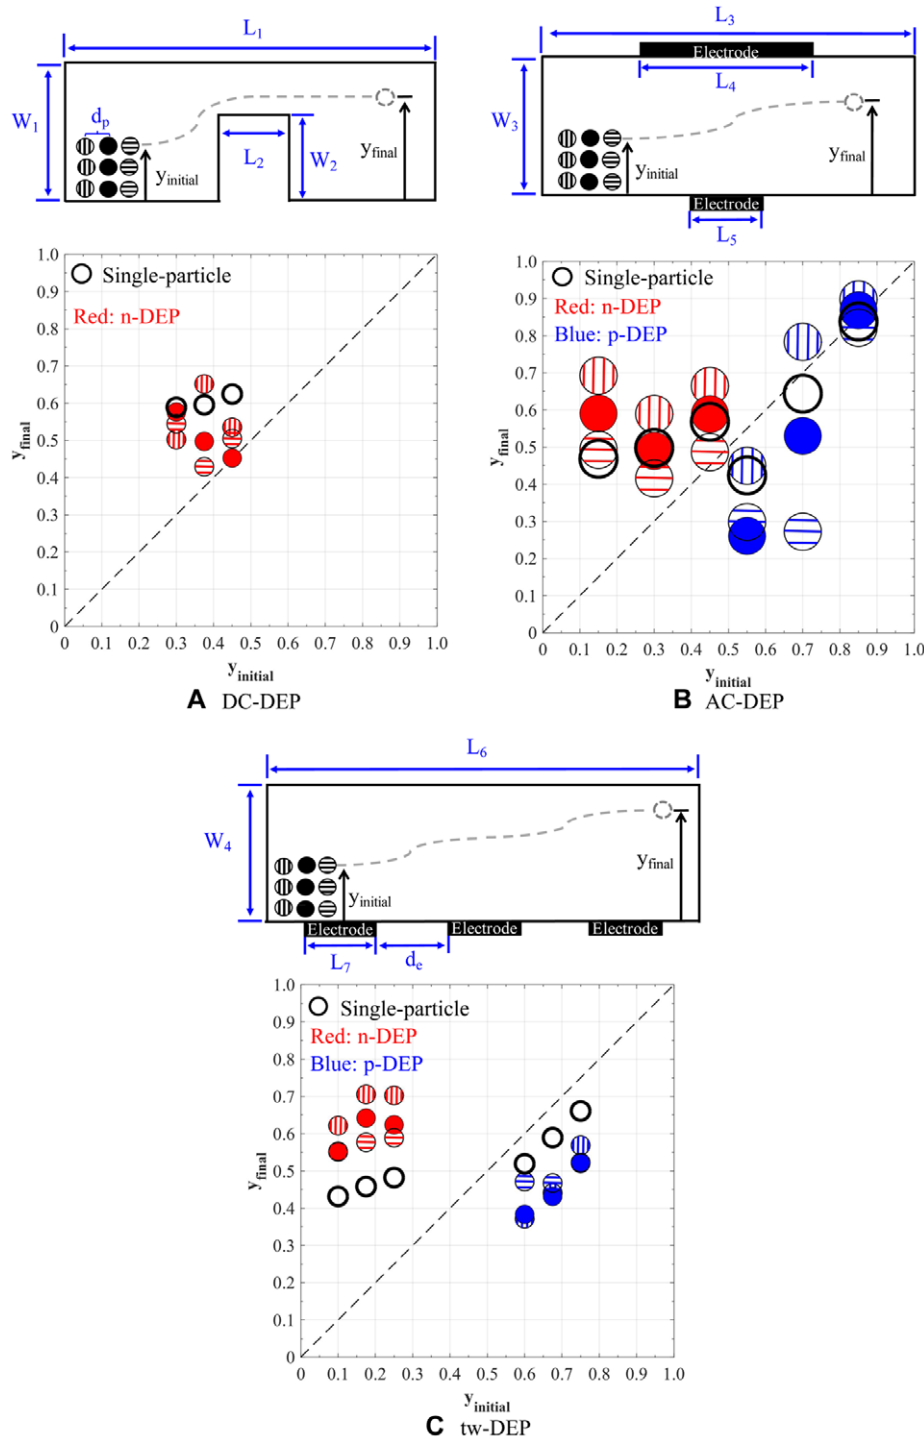 L1
W1
dp
yinitial
L2
W2
yfinal
L3
Electrode
L4
W3
yinitial
yfinal
Electrode
L5
1.0
0.9
0.8
0.7
0.6
0.5
0.4
0.3
0.2
0.1
0
yfinal
Single-particle
Red: n-DEP
0 0.1 0.2 0.3 0.4 0.5 0.6 0.7 0.8 0.9 1.0
yinitial
A DC-DEP
1.0
0.9
0.8
0.7
0.6
0.5
0.4
0.3
0.2
0.1
0
yfinal
Single-particle
Red: n-DEP
Blue: p-DEP
0 0.1 0.2 0.3 0.4 0.5 0.6 0.7 0.8 0.9 1.0
yinitial
B AC-DEP
L6
W4
yinitial
yfinal
Electrode Electrode Electrode
L7 de
1.0
0.9
0.8
0.7
0.6
0.5
0.4
0.3
0.2
0.1
0
yfinal
Single-particle
Red: n-DEP
Blue: p-DEP
0 0.1 0.2 0.3 0.4 0.5 0.6 0.7 0.8 0.9 1.0
yinitial
C tw-DEP